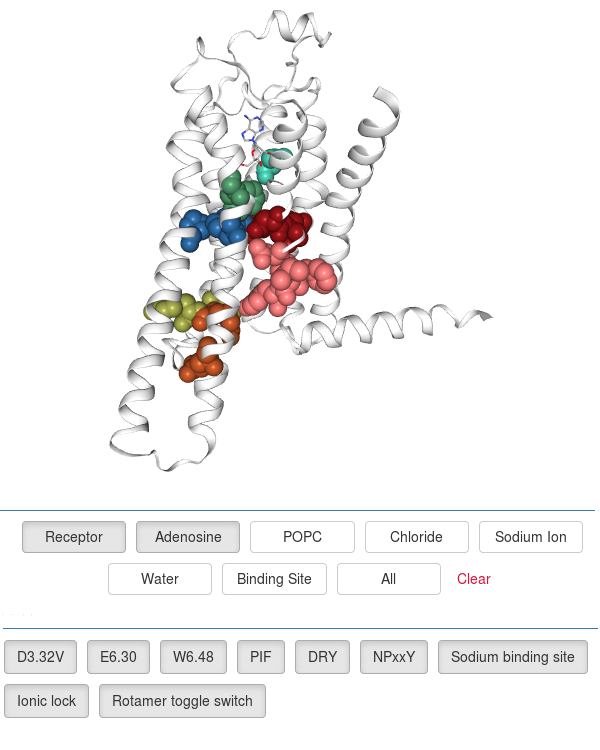 Receptor Adenosine POPC Chloride Sodium Ion
Water Binding Site All Clear
D3.32V E6.30 W6.48 PIF DRY NPxxY Sodium binding site
Ionic lock Rotamer toggle switch